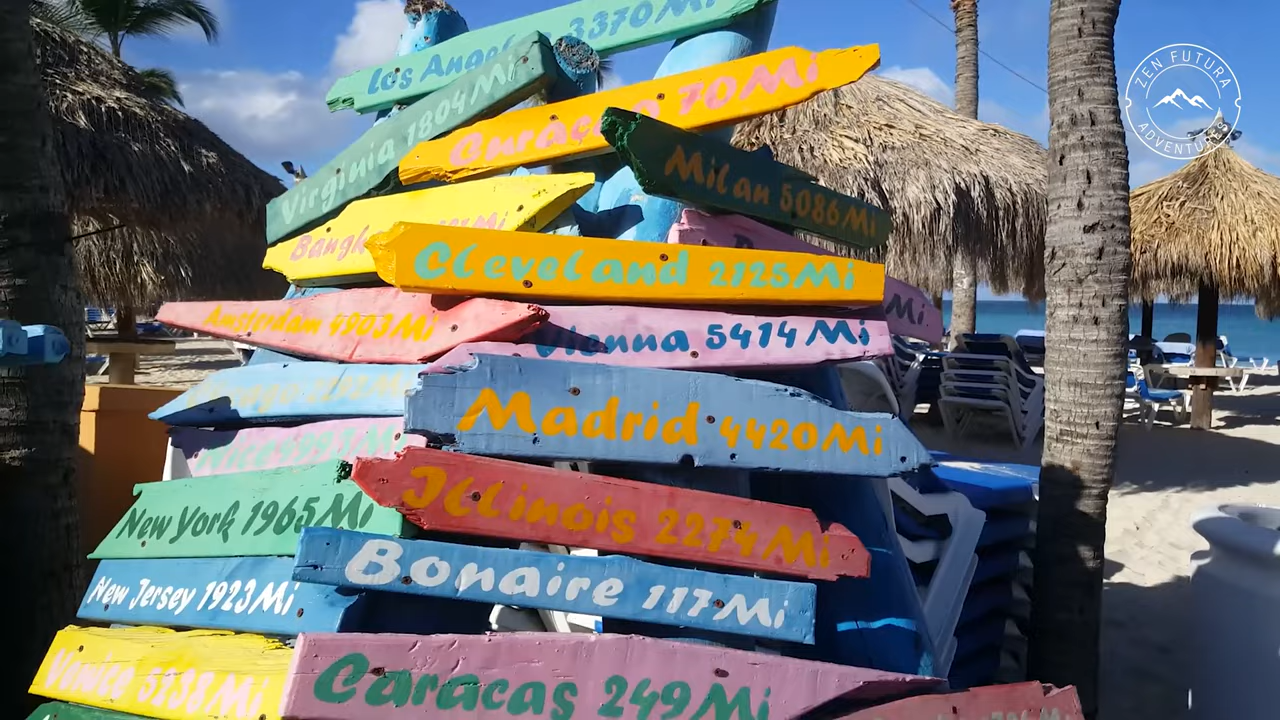 Los Angeles 3370Mi
ZEN FUTURA
ADVENTURES
Virginia 1804Mi
Curaçao 70Mi
Milan 5086Mi
Cleveland 2125Mi
Mi
Amsterdam 4903Mi
Vienna 5414Mi
Madrid 4420Mi
New York 1965Mi
Illinois 2274Mi
Bonaire 117Mi
New Jersey 1923Mi
Caracas 249Mi